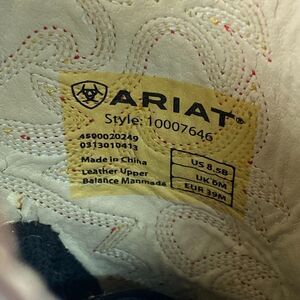 ARIAT®
Style: 10007646
4500020249
0313010413
Made in China
Leather Upper
Balance Manmade
US 8.5B
UK 6M
EUR 39M